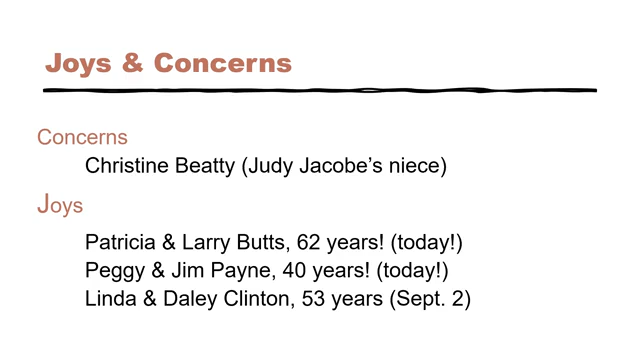 Joys & Concerns
Concerns
Christine Beatty (Judy Jacobe’s niece)
Joys
Patricia & Larry Butts, 62 years! (today!)
Peggy & Jim Payne, 40 years! (today!)
Linda & Daley Clinton, 53 years (Sept. 2)